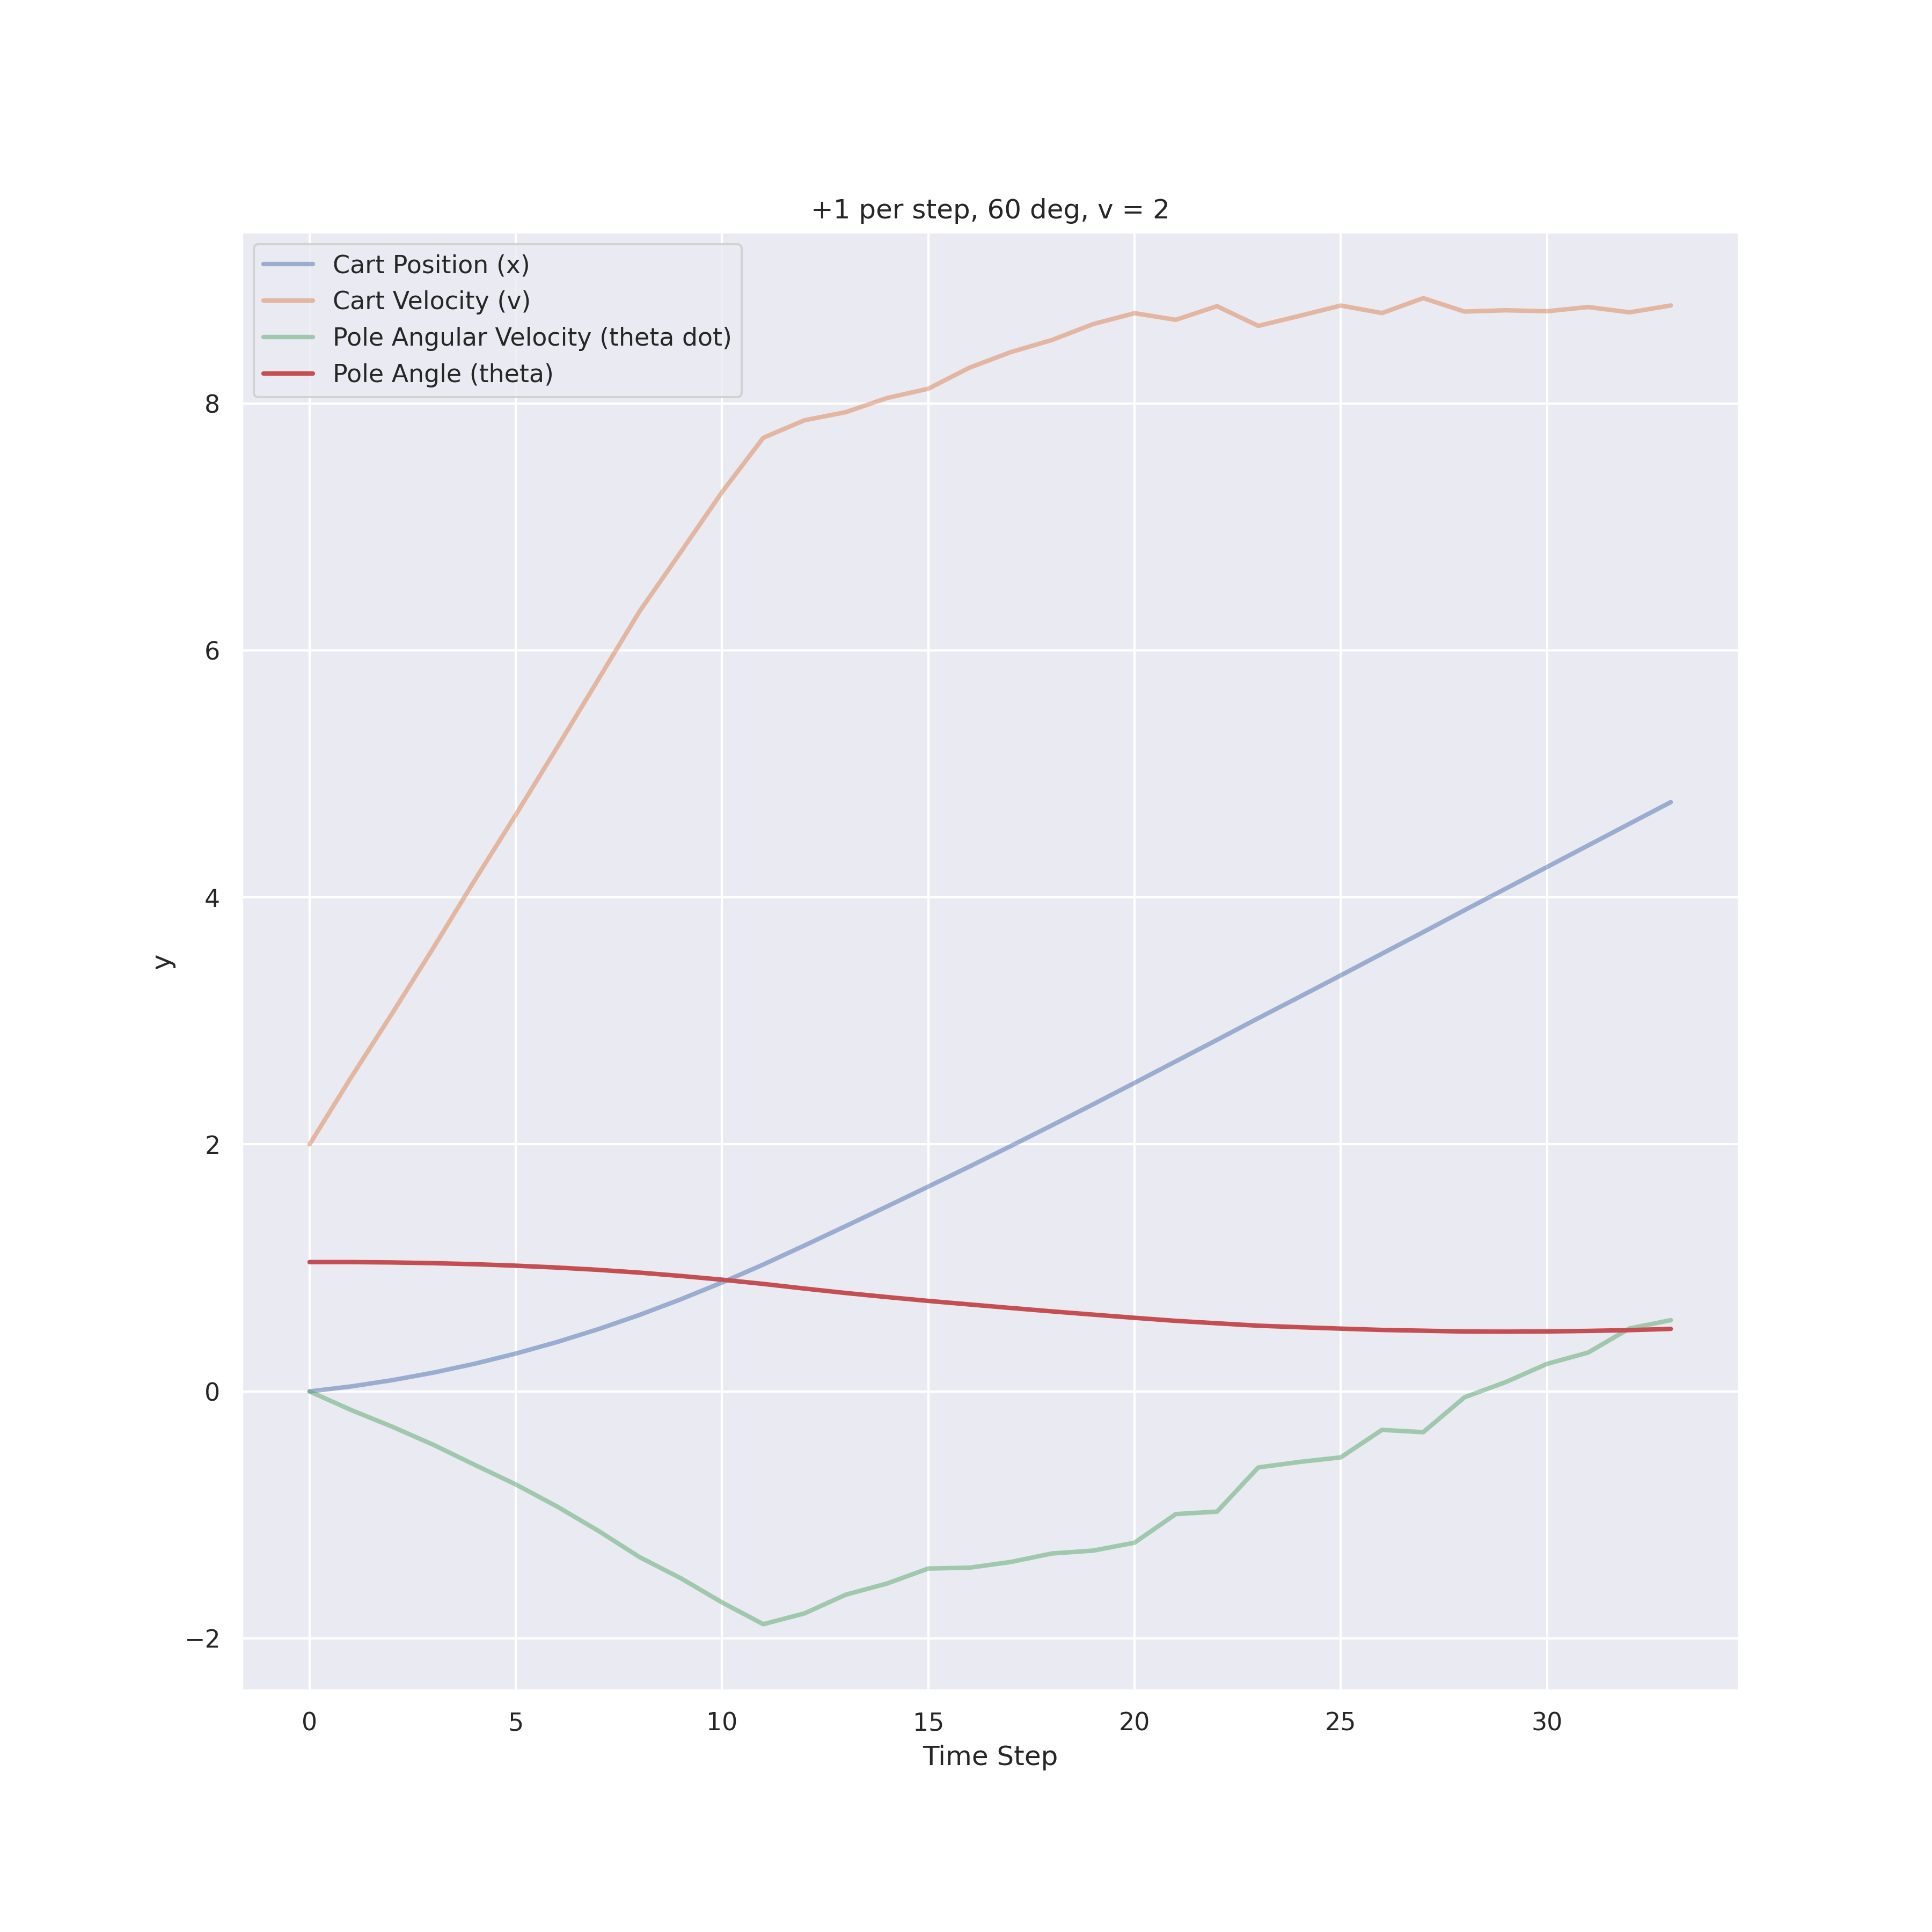 +1 per step, 60 deg, v = 2
Cart Position (x)
Cart Velocity (v)
Pole Angular Velocity (theta dot)
Pole Angle (theta)
8
6
4
2
0
−2
y
0 5 10 15 20 25 30
Time Step